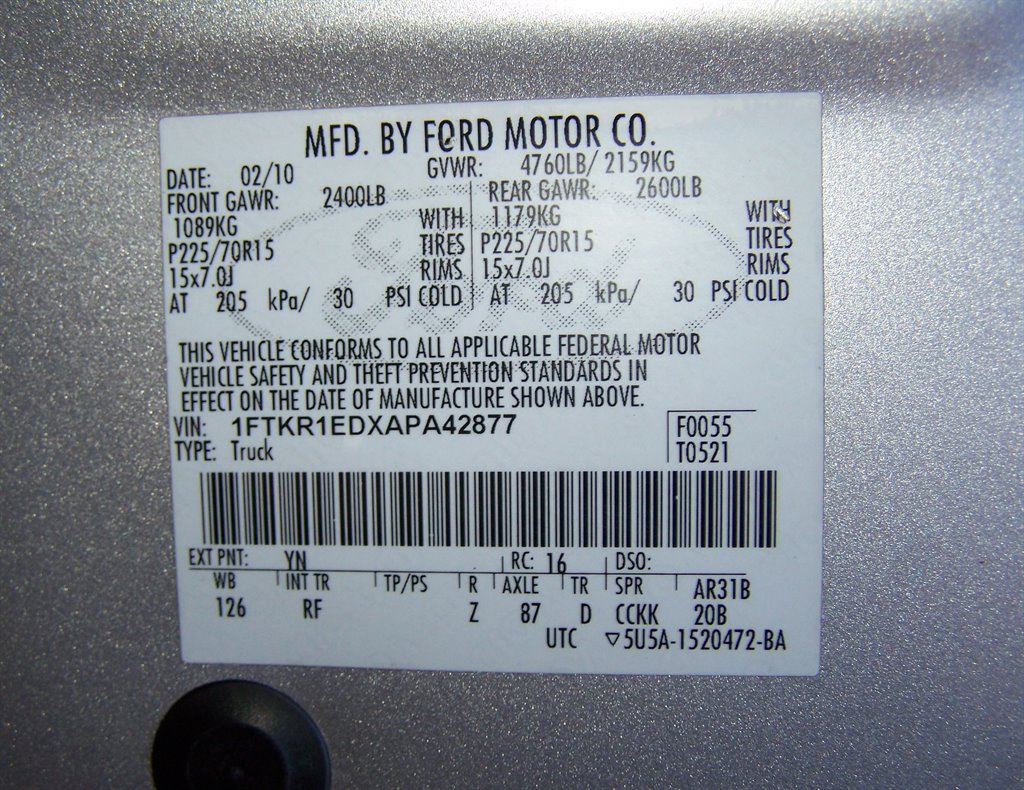 MFD. BY FORD MOTOR CO.
DATE: 02/10 GVWR: 4760LB/ 2159KG
FRONT GAWR: 2400LB REAR GAWR: 2600LB
1089KG WITH 1179KG WITH
P225/70R15 TIRES P225/70R15 TIRES
15x7.0J RIMS 15x7.0J RIMS
AT 205 kPa/ 30 PSI COLD AT 205 kPa/ 30 PSI COLD
Ford
THIS VEHICLE CONFORMS TO ALL APPLICABLE FEDERAL MOTOR
VEHICLE SAFETY AND THEFT PREVENTION STANDARDS IN
EFFECT ON THE DATE OF MANUFACTURE SHOWN ABOVE.
VIN: 1FTKR1EDXAPA42877 F0055
TYPE: Truck T0521
EXT PNT: YN RC: 16 DSO:
WB INT TR TP/PS R AXLE TR SPR AR31B
126 RF Z 87 D CCKK 20B
UTC ▽5U5A-1520472-BA